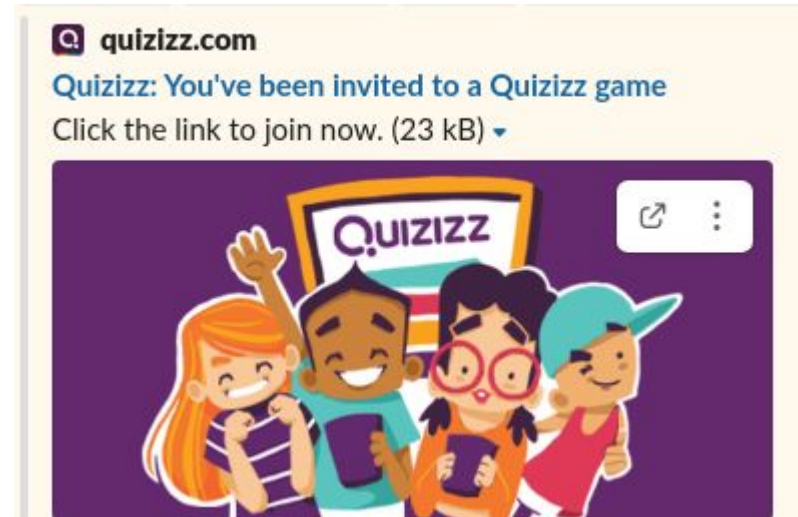 quizizz.com
Quizizz: You've been invited to a Quizizz game
Click the link to join now. (23 kB)
QUIZIZZ